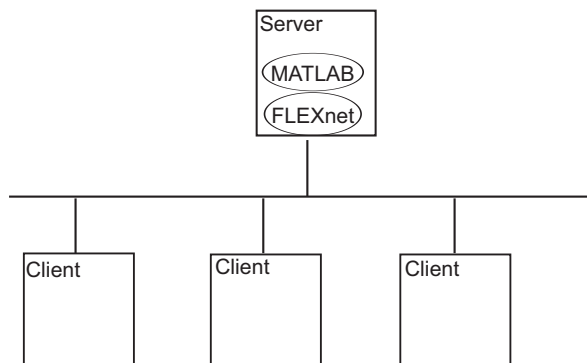 Server
MATLAB
FLEXnet
Client
Client
Client